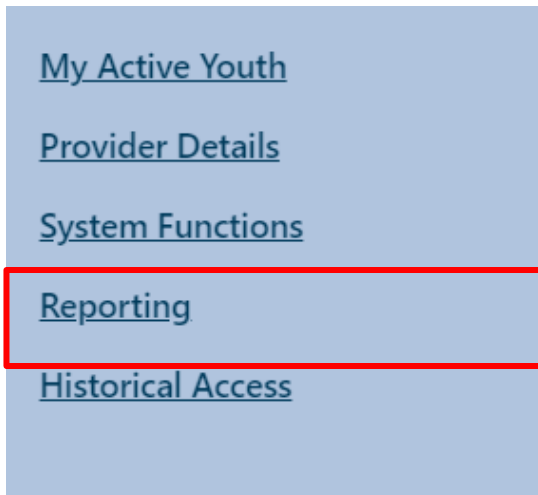 My Active Youth
Provider Details
System Functions
Reporting
Historical Access